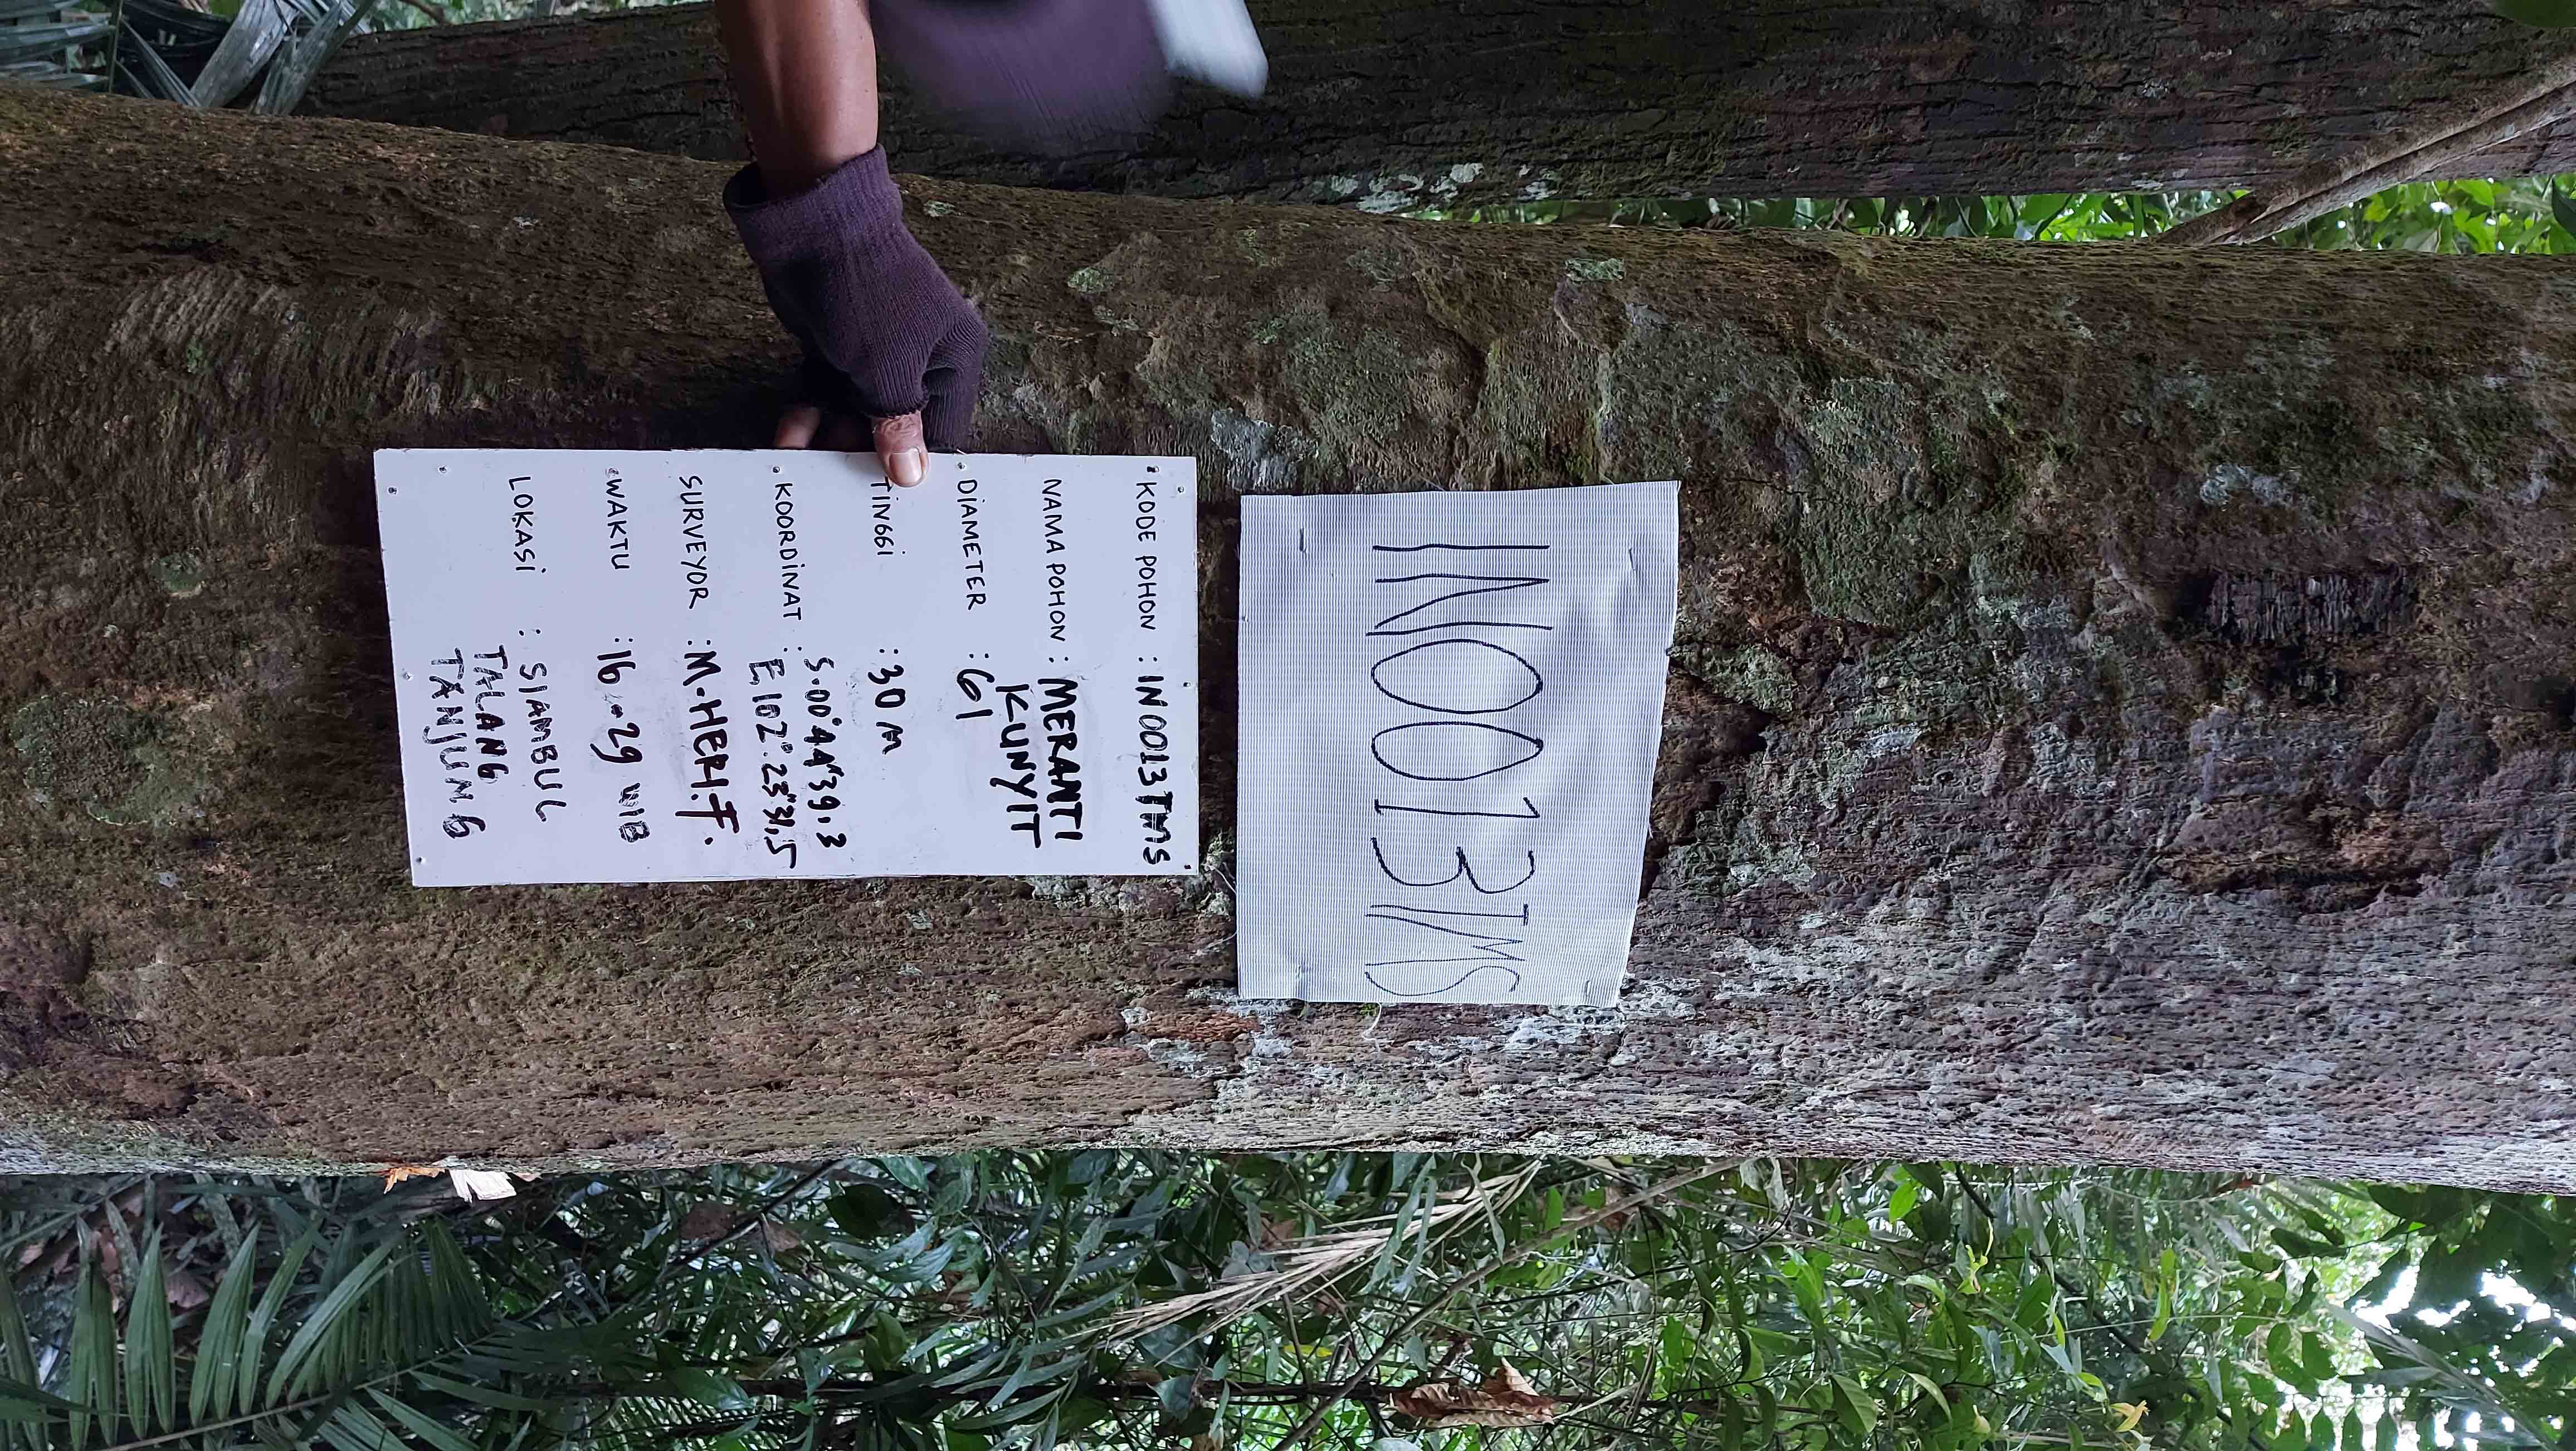 IN0013TMS
KODE POHON : IN0013TMS
NAMA POHON : MERANTI
KUNYIT
DIAMETER : 61
TINGGI : 30 M
KOORDINAT : S.00°44'39,3
E,102°.23"31,5
SURVEYOR : M.HERI.F.
WAKTU : 16.29 WIB
LOKASI : SIAMBUL
TALANG
TANJUNG